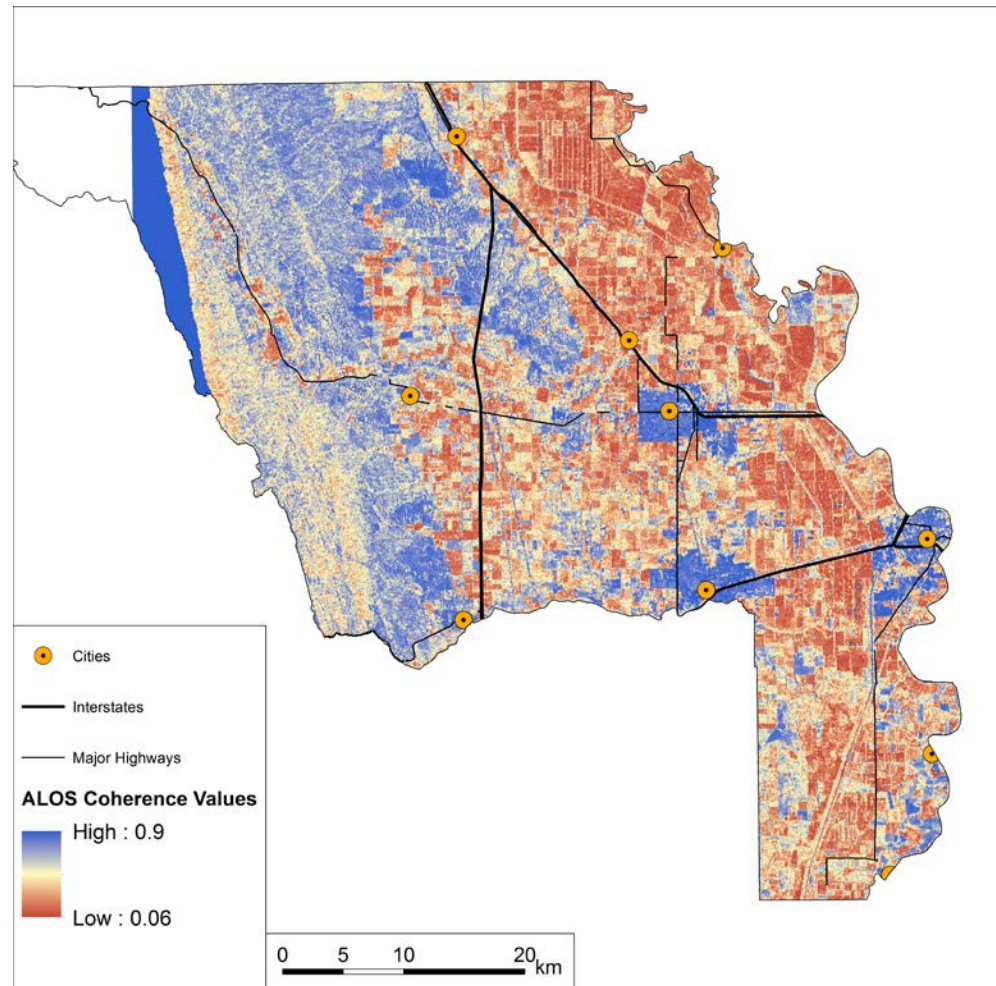 Cities
Interstates
Major Highways
ALOS Coherence Values
High : 0.9
Low : 0.06
0 5 10 20
km